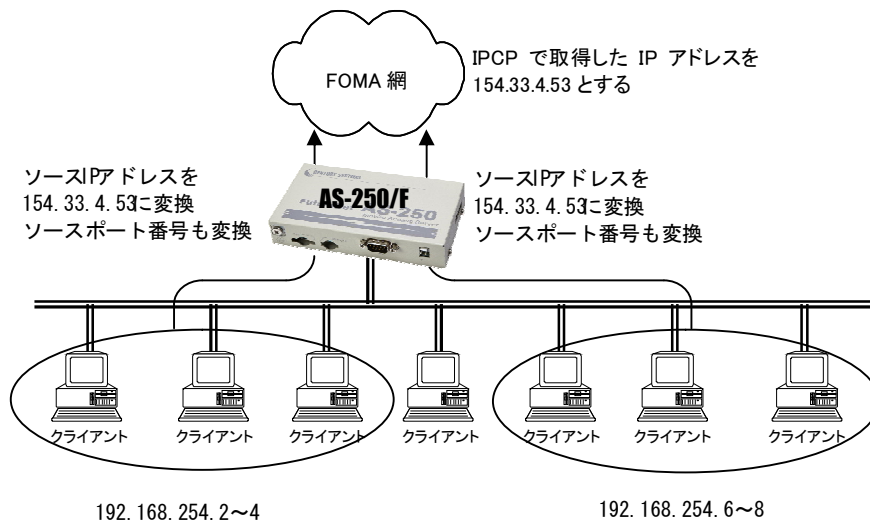 FOMA 網
IPCP で取得した IP アドレスを
154.33.4.53 とする
ソースIPアドレスを
154.33.4.53に変換
ソースポート番号も変換
AS-250/F
ソースIPアドレスを
154.33.4.53に変換
ソースポート番号も変換
クライアント
クライアント
クライアント
クライアント
クライアント
クライアント
クライアント
192.168.254.2～4
192.168.254.6～8